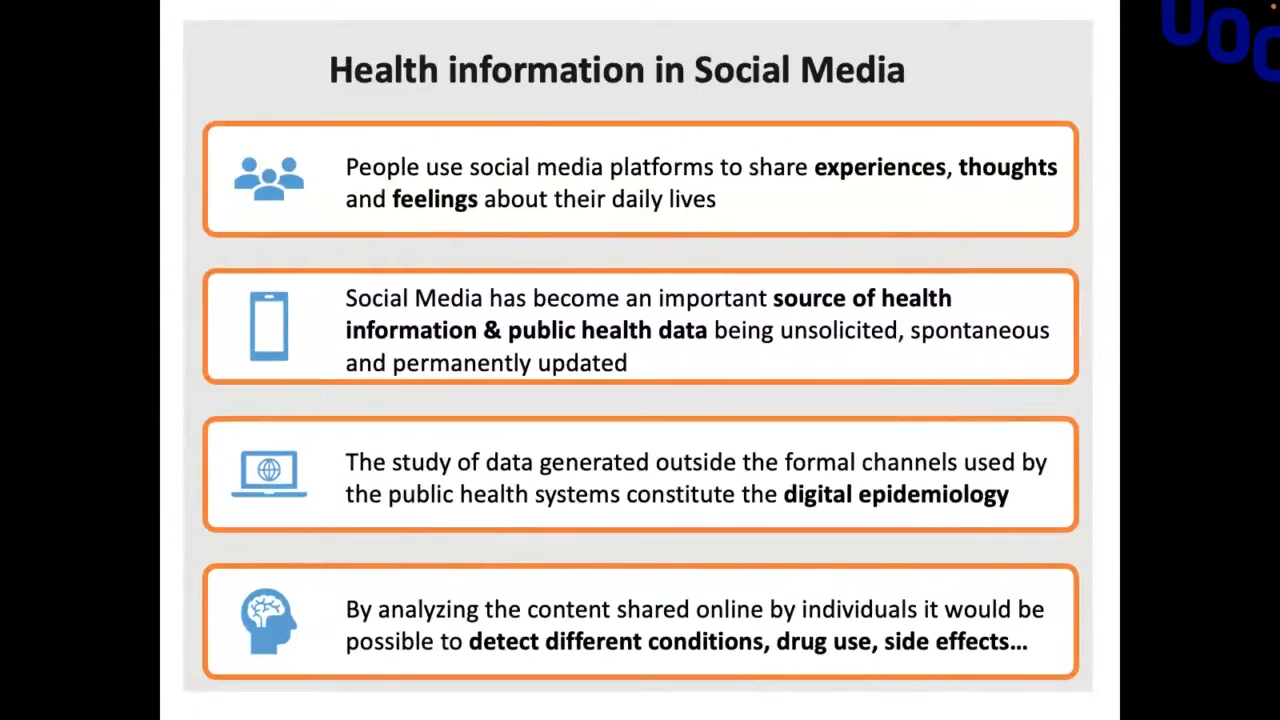 UOC
Health information in Social Media
People use social media platforms to share experiences, thoughts
and feelings about their daily lives
Social Media has become an important source of health
information & public health data being unsolicited, spontaneous
and permanently updated
The study of data generated outside the formal channels used by
the public health systems constitute the digital epidemiology
By analyzing the content shared online by individuals it would be
possible to detect different conditions, drug use, side effects...